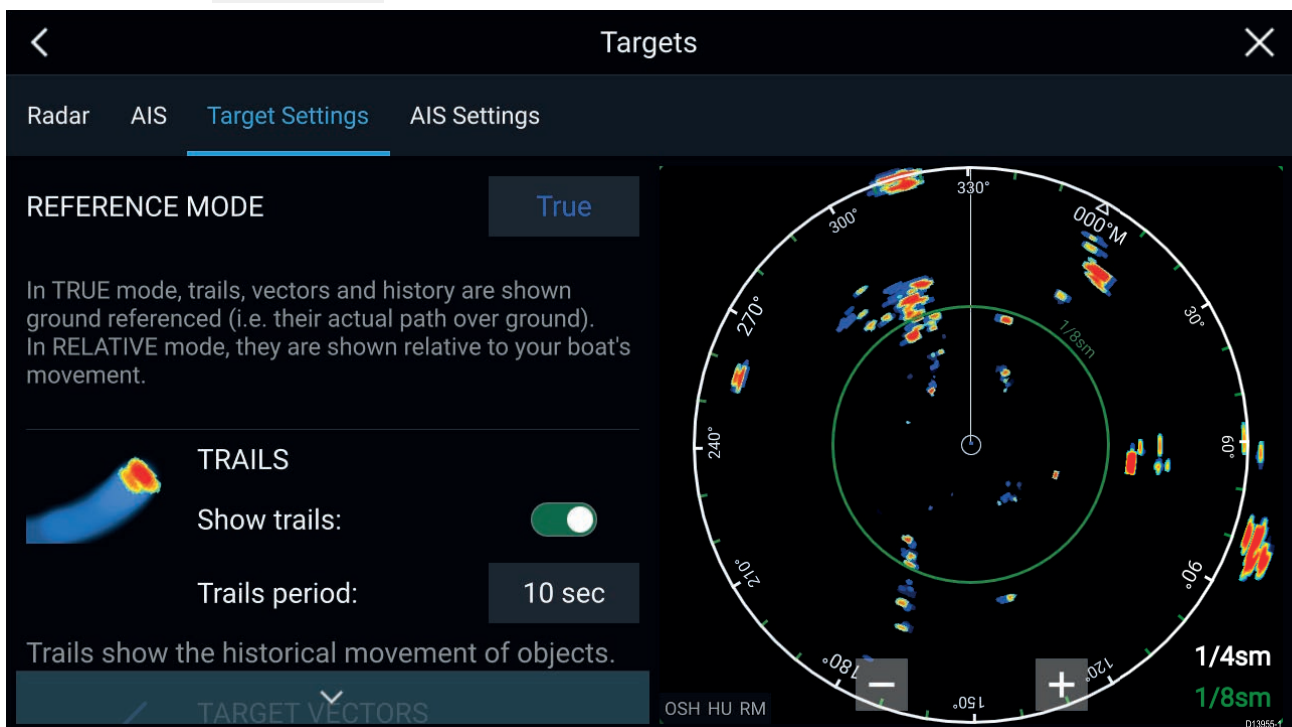 Targets
Radar AIS Target Settings AIS Settings
REFERENCE MODE True
In TRUE mode, trails, vectors and history are shown
ground referenced (i.e. their actual path over ground).
In RELATIVE mode, they are shown relative to your boat's
movement.
TRAILS
Show trails:
Trails period: 10 sec
Trails show the historical movement of objects.
TARGET VECTORS
330°
000°M
30°
60°
90°
120°
150°
180°
210°
240°
270°
300°
1/8sm
OSH HU RM
− +
1/4sm
1/8sm
D13955-1